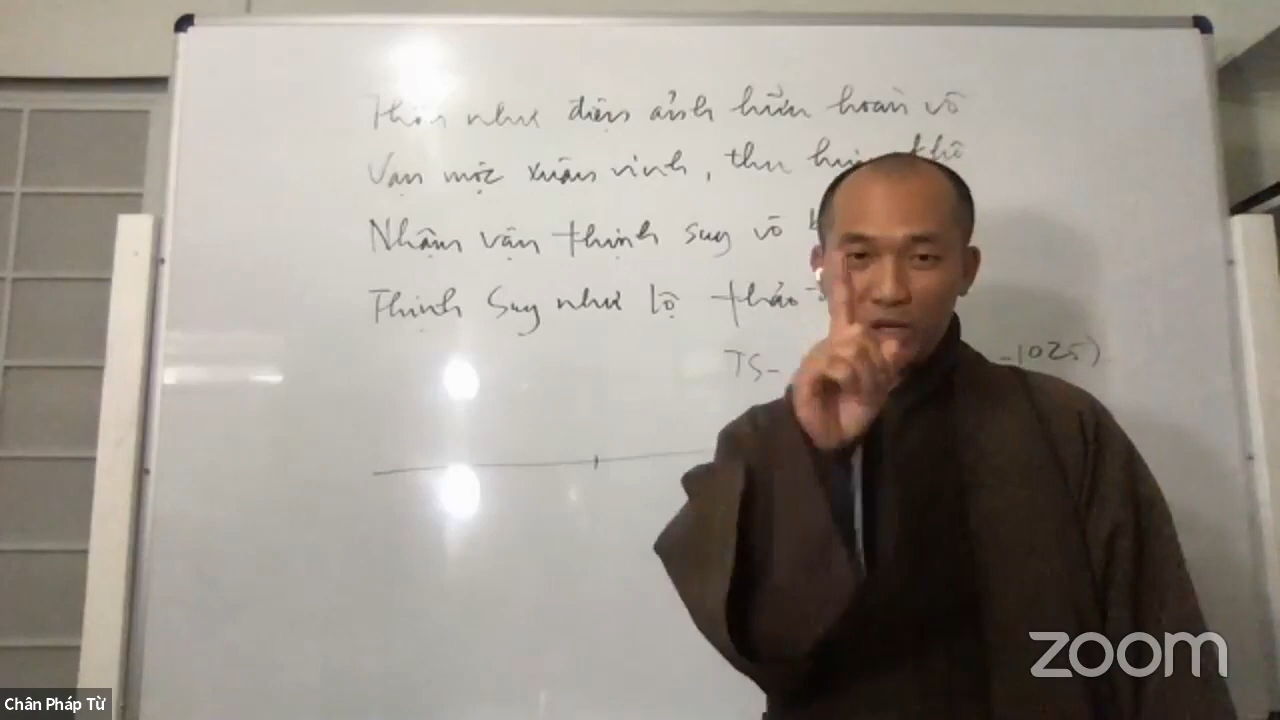 Thân như điện ảnh hữu hoàn vô
Vạn mộc xuân vinh, thu hựu khô
Nhậm vận thịnh suy vô
Thịnh Suy như lộ thảo
TS-
-1025)
zoom
Chân Pháp Từ